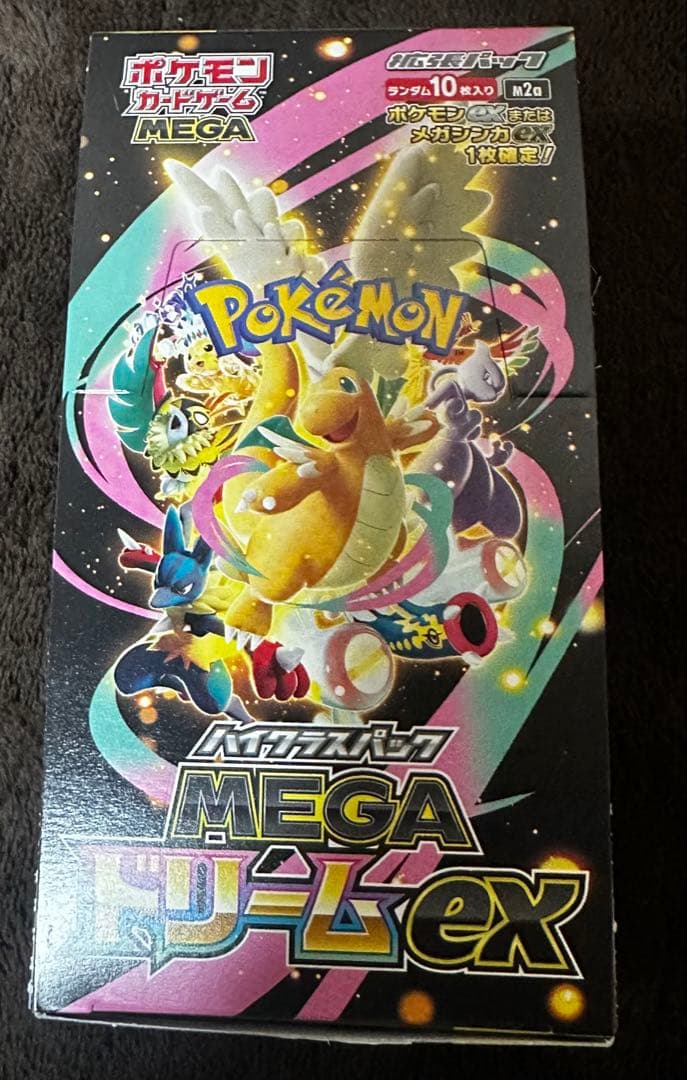 ポケモン
カードゲーム
MEGA
拡張パック
ランダム10枚入り
M2a
ポケモンexまたは
メガシンカex
1枚確定!
POKéMON
TM
ハイクラスパック
MEGA
ドリームex